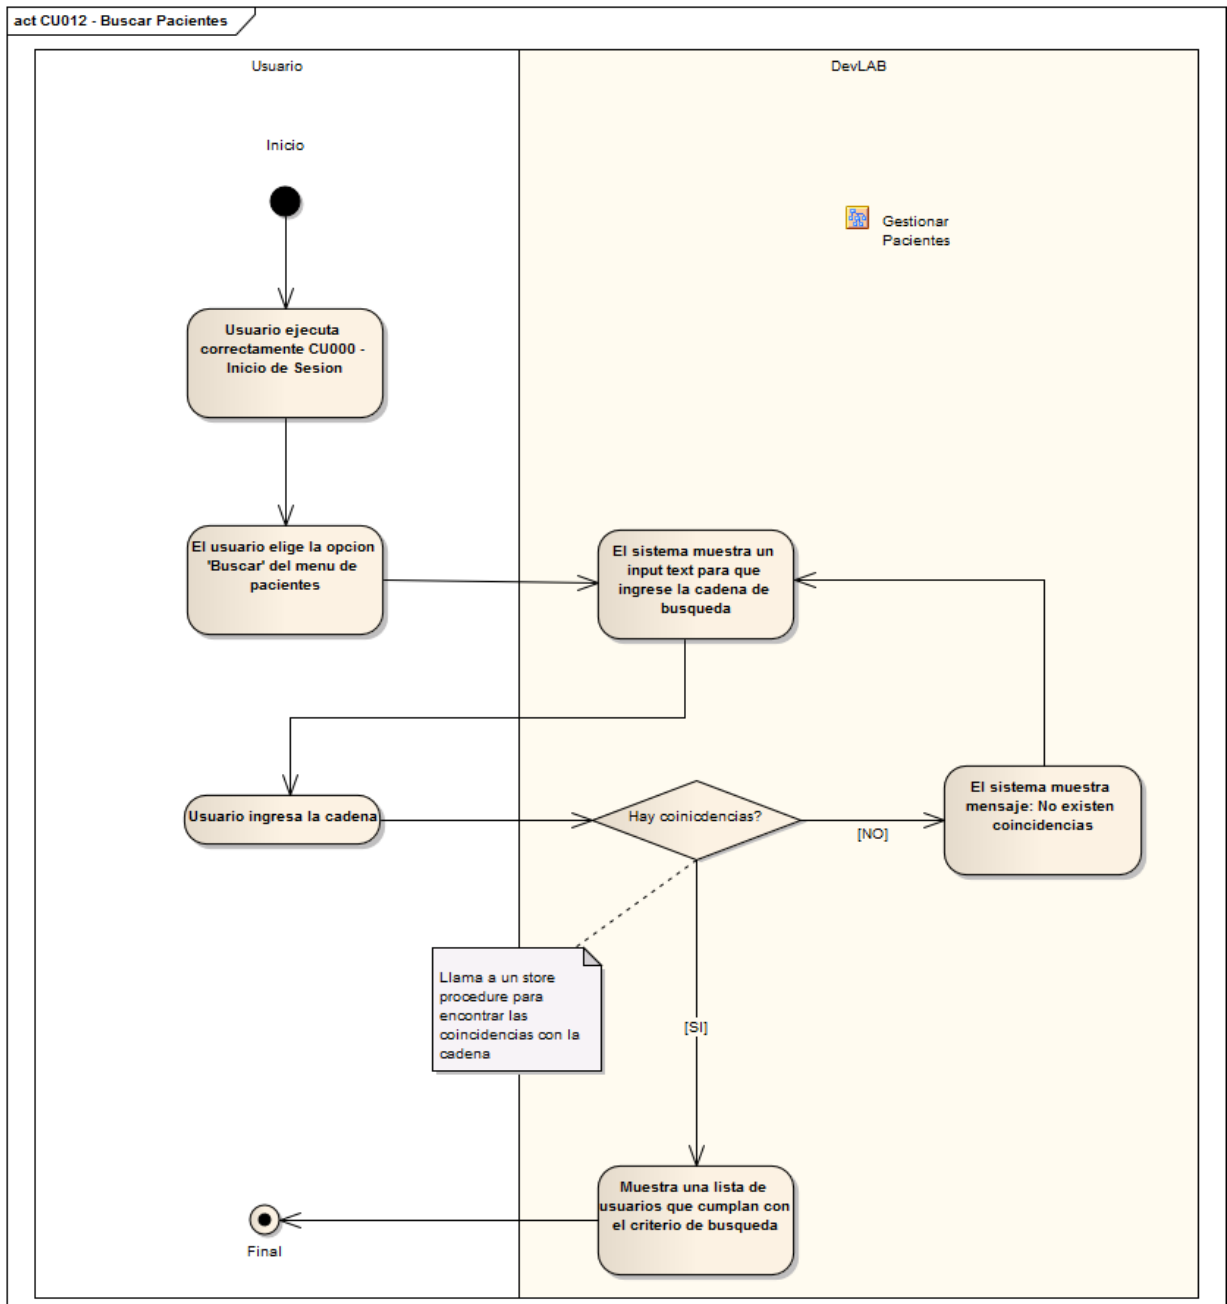 act CU012 - Buscar Pacientes
Usuario
DevLAB
Inicio
Gestionar
Pacientes
Usuario ejecuta
correctamente CU000 -
Inicio de Sesion
El usuario elige la opcion
'Buscar' del menu de
pacientes
El sistema muestra un
input text para que
ingrese la cadena de
busqueda
Usuario ingresa la cadena
Hay coinicdencias?
[NO]
El sistema muestra
mensaje: No existen
coincidencias
Llama a un store
procedure para
encontrar las
coincidencias con la
cadena
[SI]
Muestra una lista de
usuarios que cumplan con
el criterio de busqueda
Final